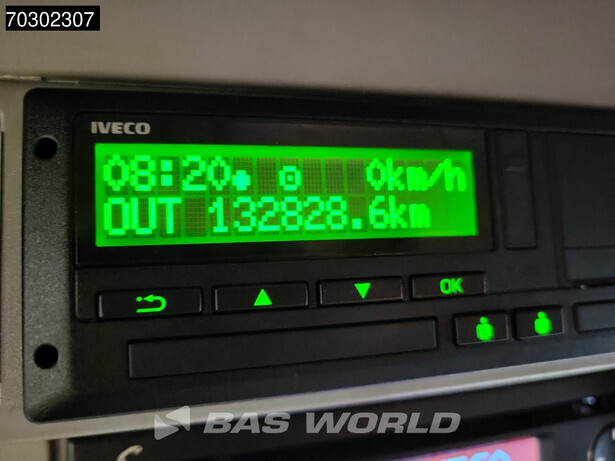 70302307
IVECO
08:20 0km/h
OUT 132828.6km
OK
BAS WORLD